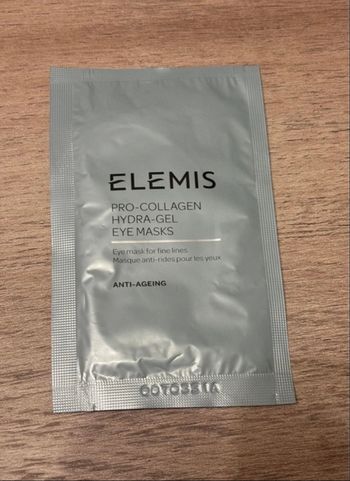 ELEMIS
PRO-COLLAGEN
HYDRA-GEL
EYE MASKS
Eye mask for fine lines
Masque anti-rides pour les yeux
ANTI-AGEING